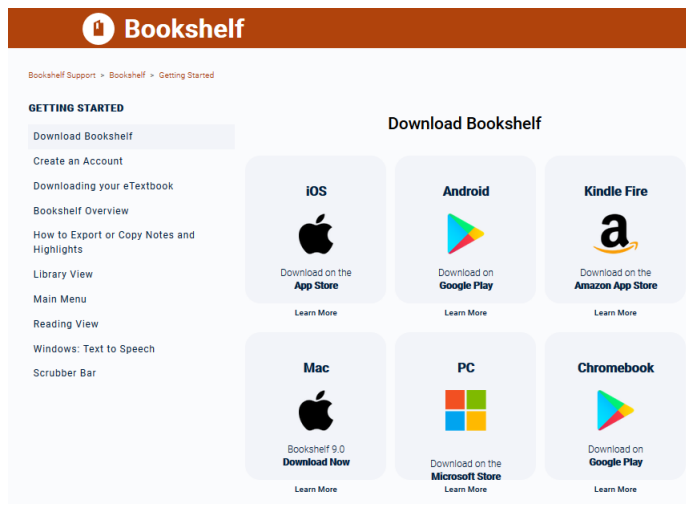 Bookshelf
Bookshelf Support > Bookshelf > Getting Started
GETTING STARTED
Download Bookshelf
Create an Account
Downloading your eTextbook
Bookshelf Overview
How to Export or Copy Notes and
Highlights
Library View
Main Menu
Reading View
Windows: Text to Speech
Scrubber Bar
Download Bookshelf
iOS
Download on the
App Store
Learn More
Android
Download on
Google Play
Learn More
Kindle Fire
a
Download on the
Amazon App Store
Learn More
Mac
Bookshelf 9.0
Download Now
Learn More
PC
Download on the
Microsoft Store
Learn More
Chromebook
Download on
Google Play
Learn More